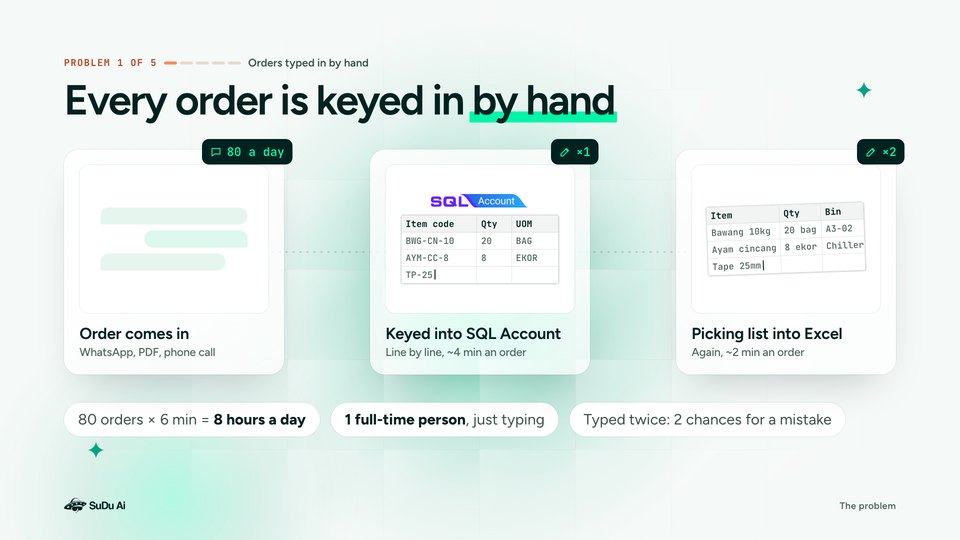 PROBLEM 1 OF 5 Orders typed in by hand
Every order is keyed in by hand
80 a day
×1
×2
SQL Account
Item code Qty UOM
BWG-CN-10 20 BAG
AYM-CC-8 8 EKOR
TP-25
Item Qty Bin
Bawang 10kg 20 bag A3-02
Ayam cincang 8 ekor Chiller
Tape 25mm
Order comes in
WhatsApp, PDF, phone call
Keyed into SQL Account
Line by line, ~4 min an order
Picking list into Excel
Again, ~2 min an order
80 orders × 6 min = 8 hours a day
1 full-time person, just typing
Typed twice: 2 chances for a mistake
SuDu Ai
The problem